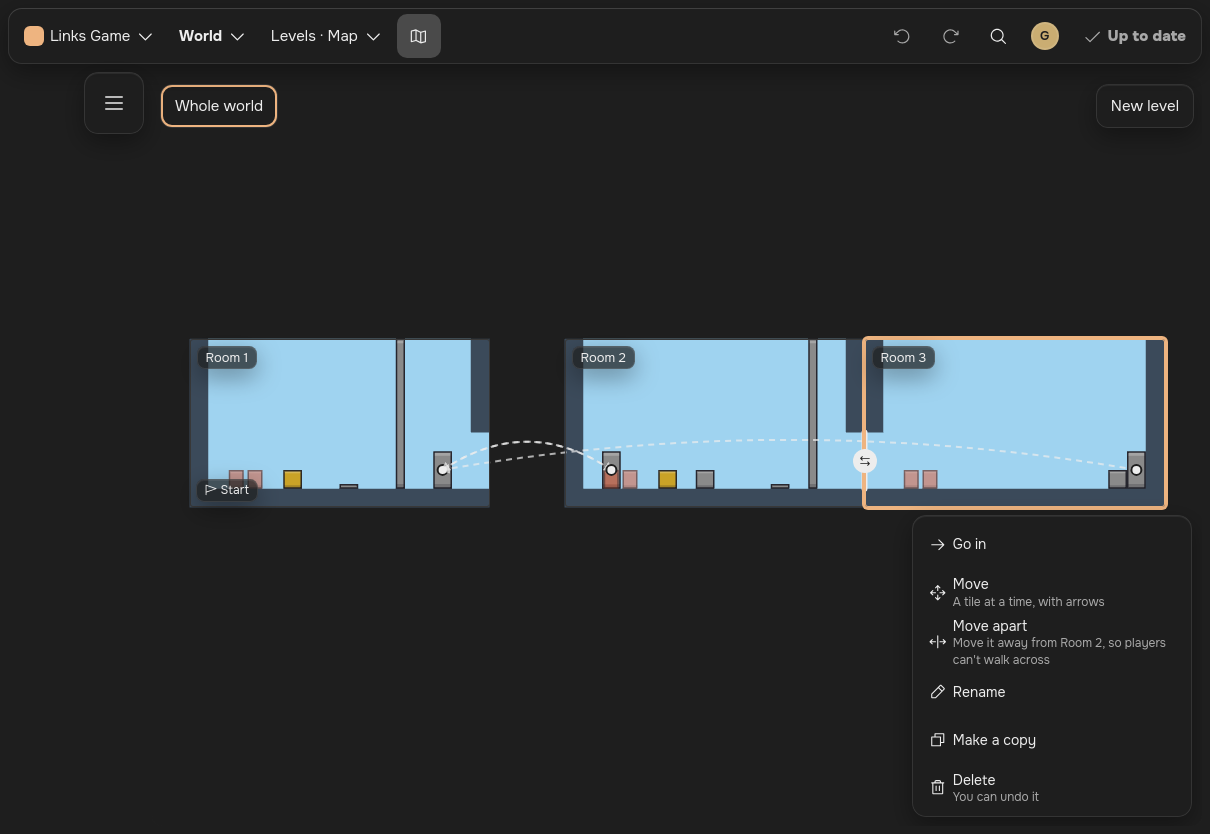 Links Game
World
Levels · Map
G
Up to date
Whole world
New level
Room 1
Room 2
Room 3
Start
Go in
Move
A tile at a time, with arrows
Move apart
Move it away from Room 2, so players
can't walk across
Rename
Make a copy
Delete
You can undo it